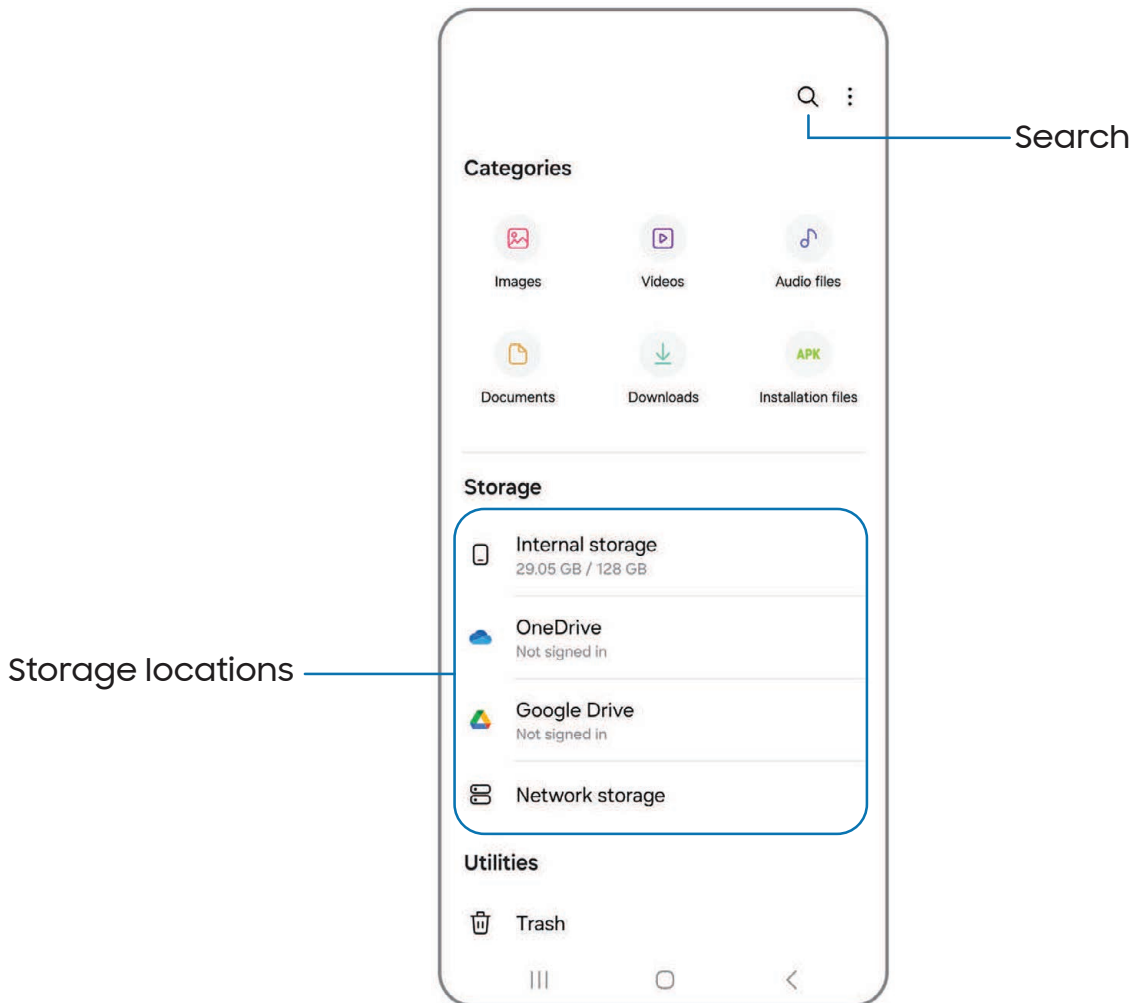 Search
Categories
Images
Videos
Audio files
APK
Documents
Downloads
Installation files
Storage
Internal storage
29.05 GB / 128 GB
OneDrive
Not signed in
Storage locations
Google Drive
Not signed in
Network storage
Utilities
Trash